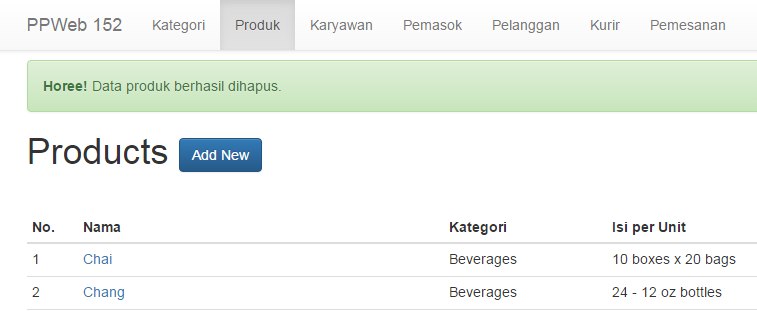 PPWeb 152 Kategori Produk Karyawan Pemasok Pelanggan Kurir Pemesanan
Horee! Data produk berhasil dihapus.
Products Add New
No. Nama Kategori Isi per Unit
1 Chai Beverages 10 boxes x 20 bags
2 Chang Beverages 24 - 12 oz bottles